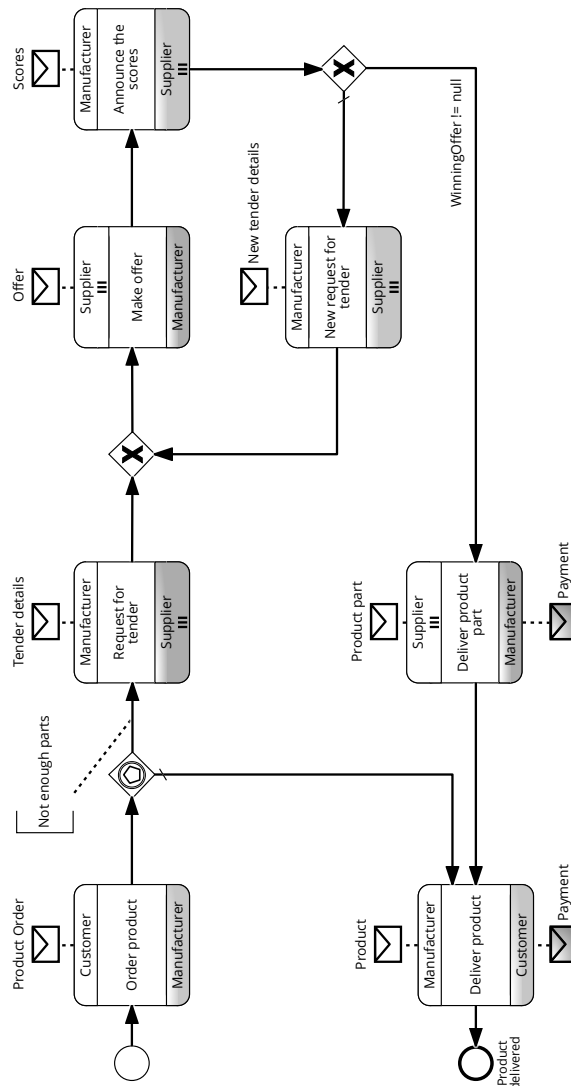 Product Order
Customer
Order product
Manufacturer
Not enough parts
Tender details
Manufacturer
Request for
tender
Supplier
Offer
Supplier
Make offer
Manufacturer
Scores
Manufacturer
Announce the
scores
Supplier
New tender details
Manufacturer
New request for
tender
Supplier
WinningOffer != null
Product part
Supplier
Deliver product
part
Manufacturer
Payment
Product
Manufacturer
Deliver product
Customer
Payment
Product
delivered